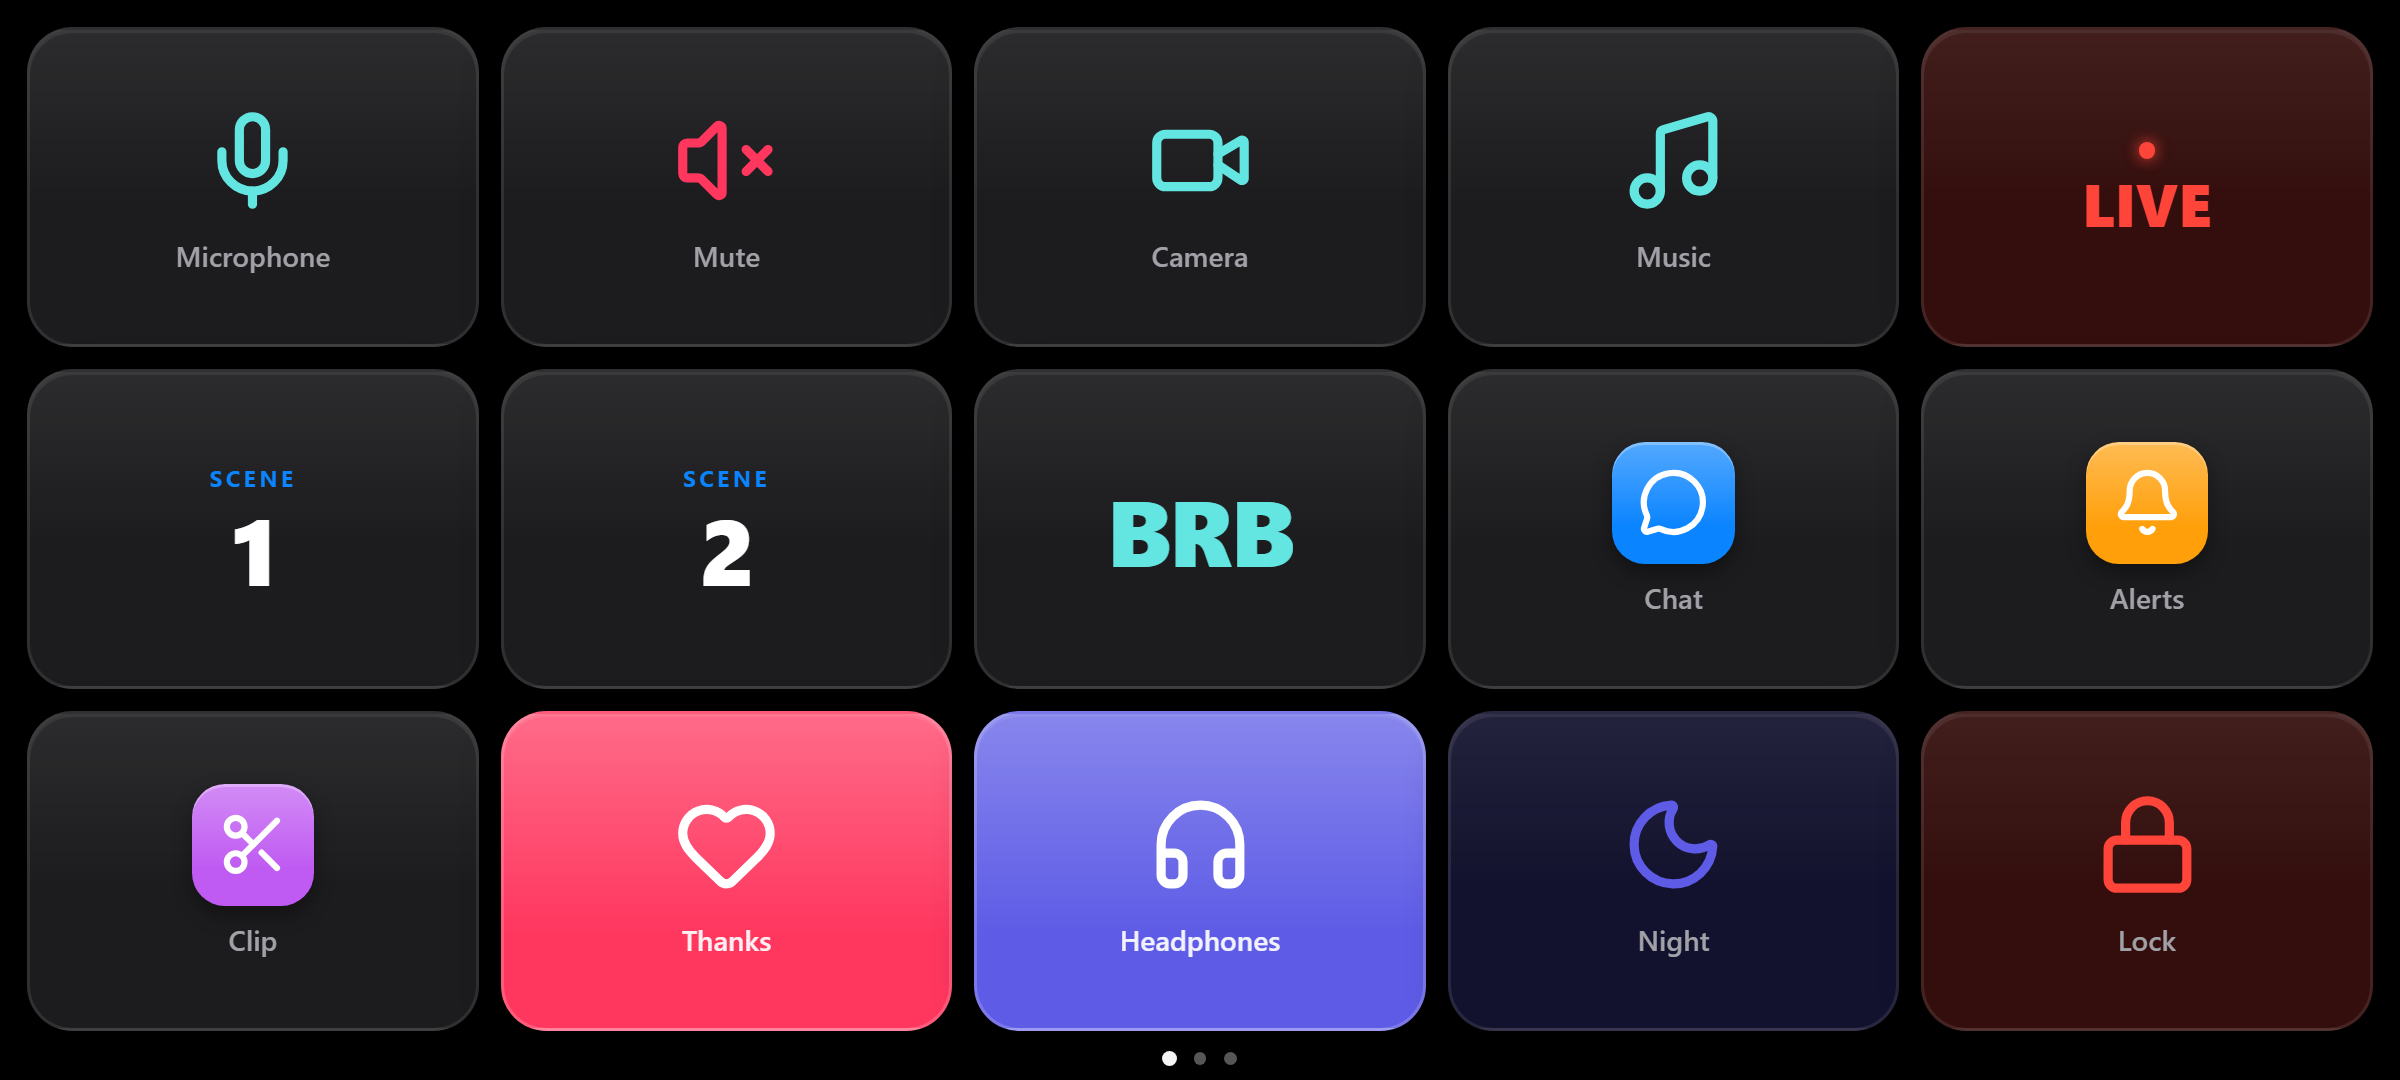 Microphone
Mute
Camera
Music
LIVE
SCENE
1
SCENE
2
BRB
Chat
Alerts
Clip
Thanks
Headphones
Night
Lock